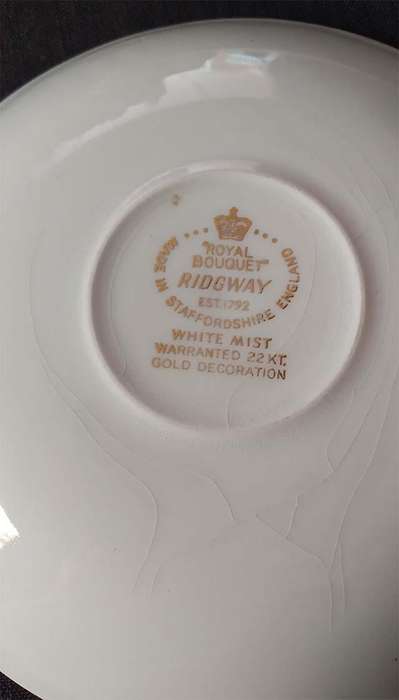 "ROYAL
BOUQUET"
RIDGWAY
EST.1792
MADE IN STAFFORDSHIRE ENGLAND
WHITE MIST
WARRANTED 22 KT.
GOLD DECORATION